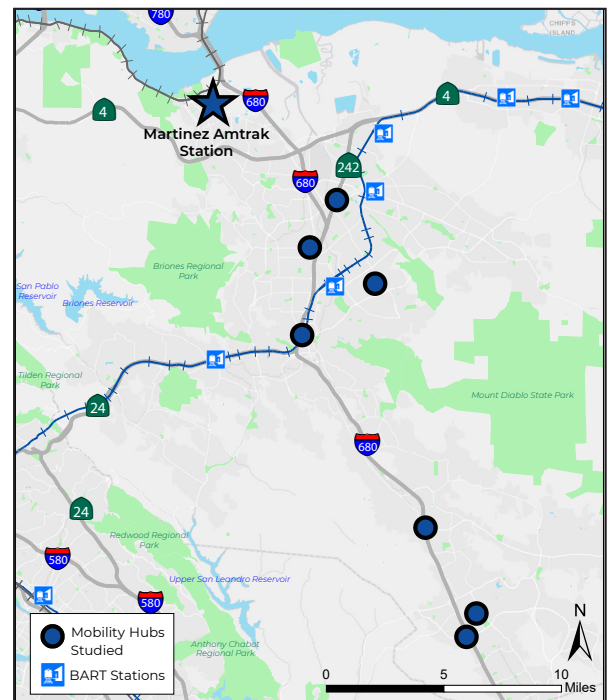 780
CHIPPS
ISLAND
4
680
4
Martinez Amtrak
Station
242
680
Briones Regional
Park
San Pablo
Reservoir
Briones Reservoir
Tilden Regional
Park
Mount Diablo State Park
24
680
24
Redwood Regional
Park
580
Upper San Leandro Reservoir
580
Anthony Chabot
Regional Park
Mobility Hubs
Studied
BART Stations
N
0 5 10
Miles